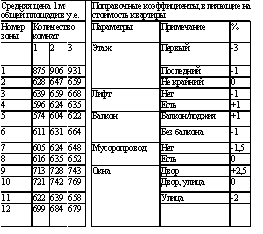 Средняя цена 1м
общей площади, у.е.
Номер зоны Количество комнат
1 2 3
1 875 906 931
2 628 647 659
3 639 659 668
4 596 624 635
5 574 604 622
6 611 631 664
7 605 624 648
8 616 635 652
9 713 728 743
10 721 742 769
11 622 639 658
12 699 684 679
Поправочные коэффициенты, влияющие на
стоимость квартиры
Параметры Примечание %
Этаж Первый -3
Последний -1
Не крайний 0
Лифт Нет -1
Есть +1
Балкон Балкон/лоджия +1
Без балкона -1
Мусоропровод Нет -1,5
Есть 0
Окна Двор +2,5
Двор, улица 0
Улица -2